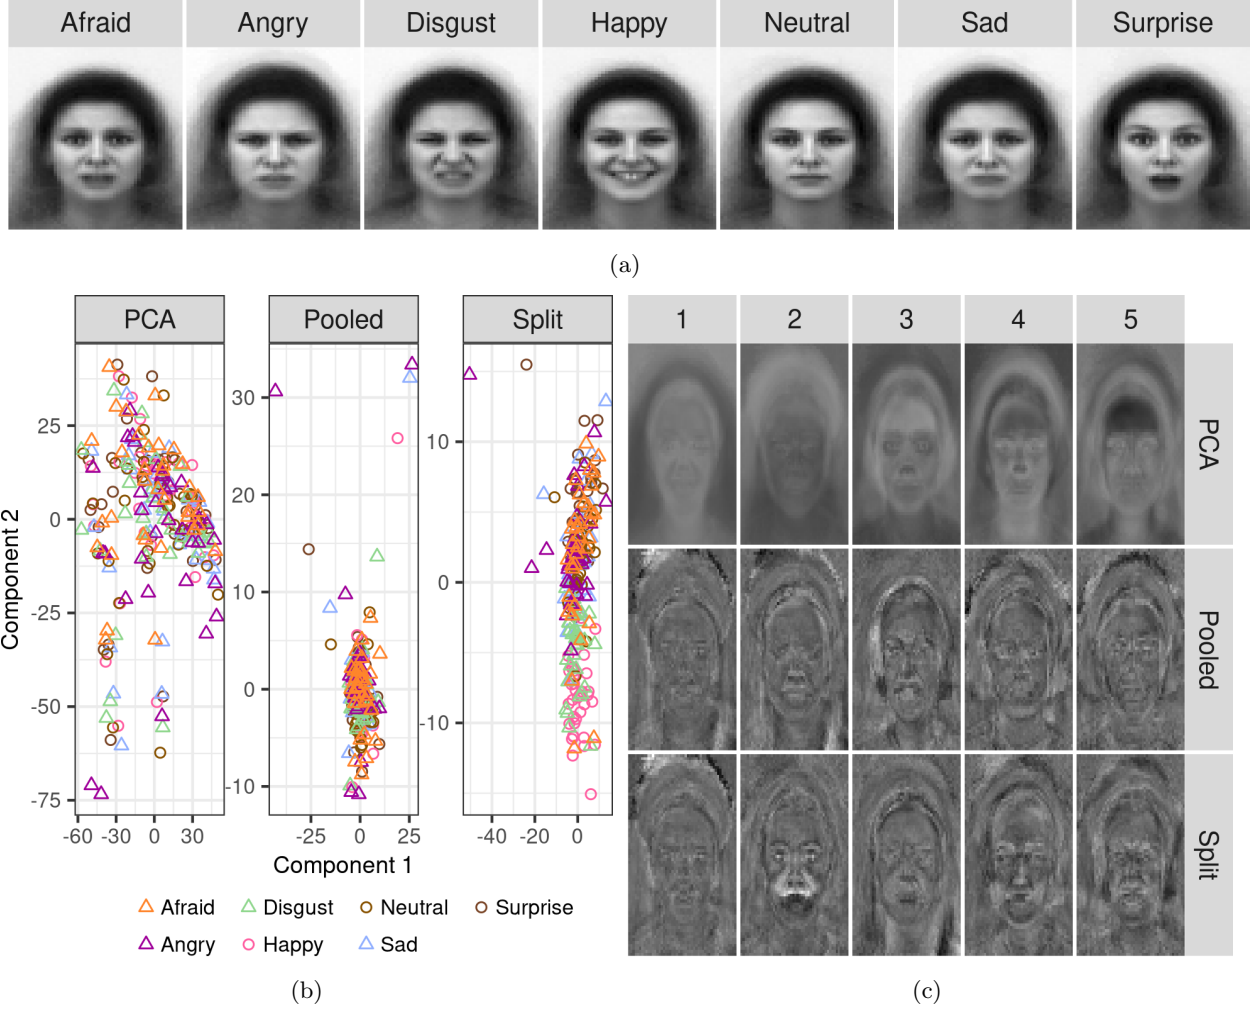 Afraid Angry Disgust Happy Neutral Sad Surprise
(a)
PCA Pooled Split
Component 2
25
0
-25
-50
-75
-60 -30 0 30
30
20
10
0
-10
-25 0 25
10
0
-10
-40 -20 0
Component 1
Afraid Disgust Neutral Surprise
Angry Happy Sad
(b)
1 2 3 4 5
PCA
Pooled
Split
(c)